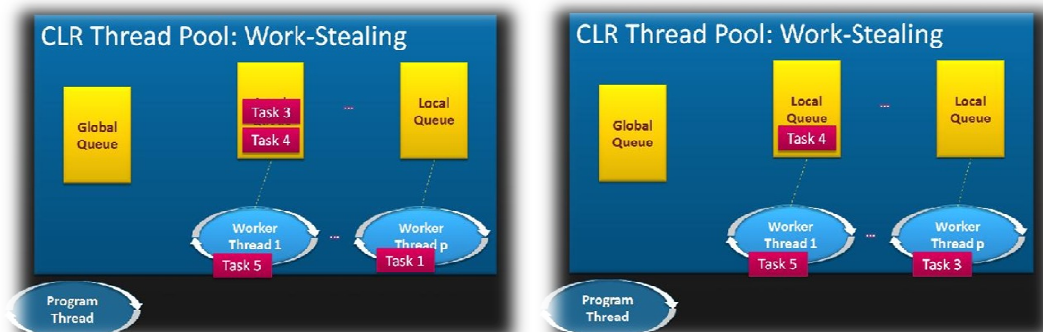 CLR Thread Pool: Work-Stealing
Global
Queue
Task 3
Task 4
...
Local
Queue
Worker
Thread 1
...
Worker
Thread p
Task 5
Task 1
Program
Thread
CLR Thread Pool: Work-Stealing
Global
Queue
Local
Queue
Task 4
...
Local
Queue
Worker
Thread 1
...
Worker
Thread p
Task 5
Task 3
Program
Thread